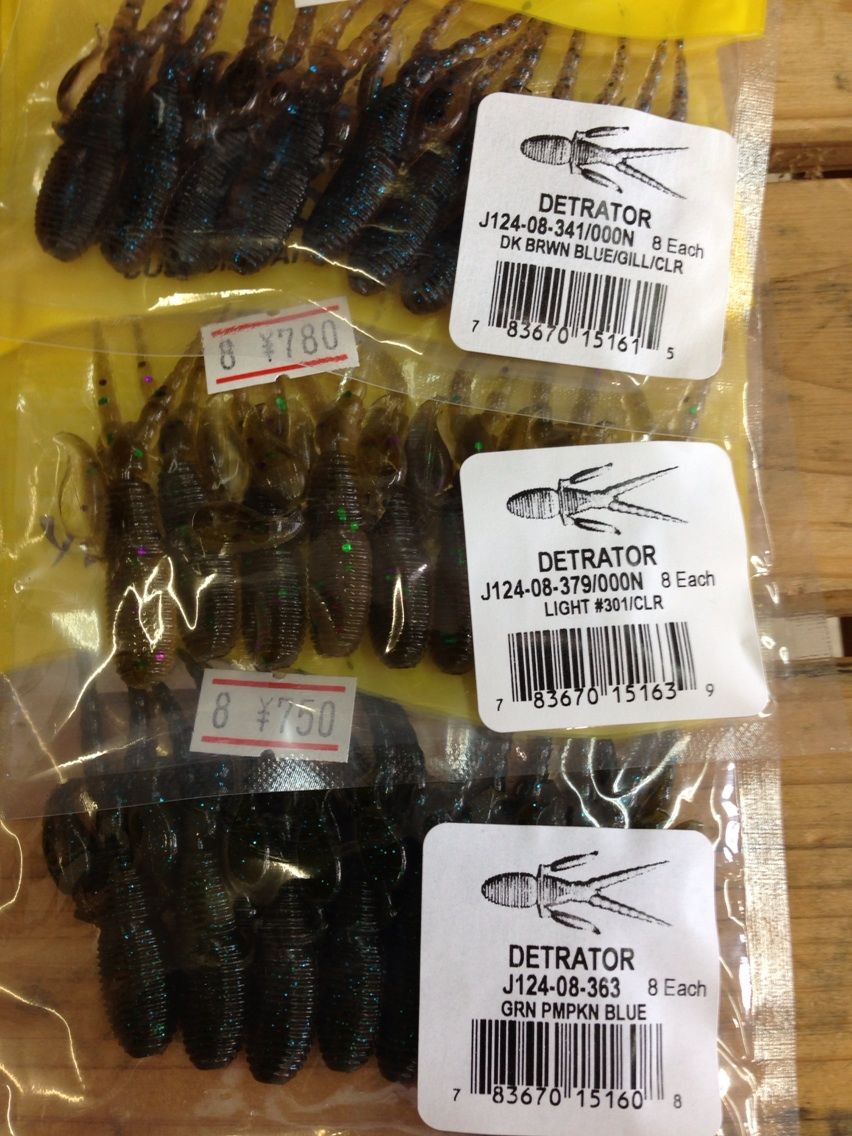 DETRATOR
J124-08-341/000N 8 Each
DK BRWN BLUE/GILL/CLR
7 83670 15161 5
8 ¥780
DETRATOR
J124-08-379/000N 8 Each
LIGHT #301/CLR
7 83670 15163 9
8 ¥750
DETRATOR
J124-08-363 8 Each
GRN PMPKN BLUE
7 83670 15160 8